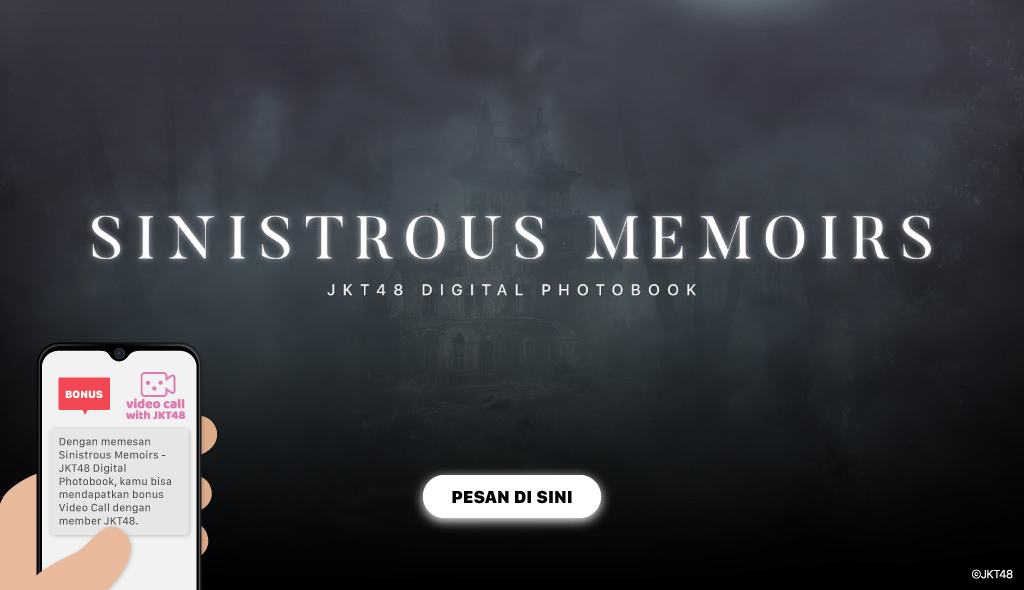 SINISTROUS MEMOIRS
JKT48 DIGITAL PHOTOBOOK
BONUS
video call
with JKT48
Dengan memesan
Sinistrous Memoirs -
JKT48 Digital
Photobook, kamu bisa
mendapatkan bonus
Video Call dengan
member JKT48.
PESAN DI SINI
©JKT48